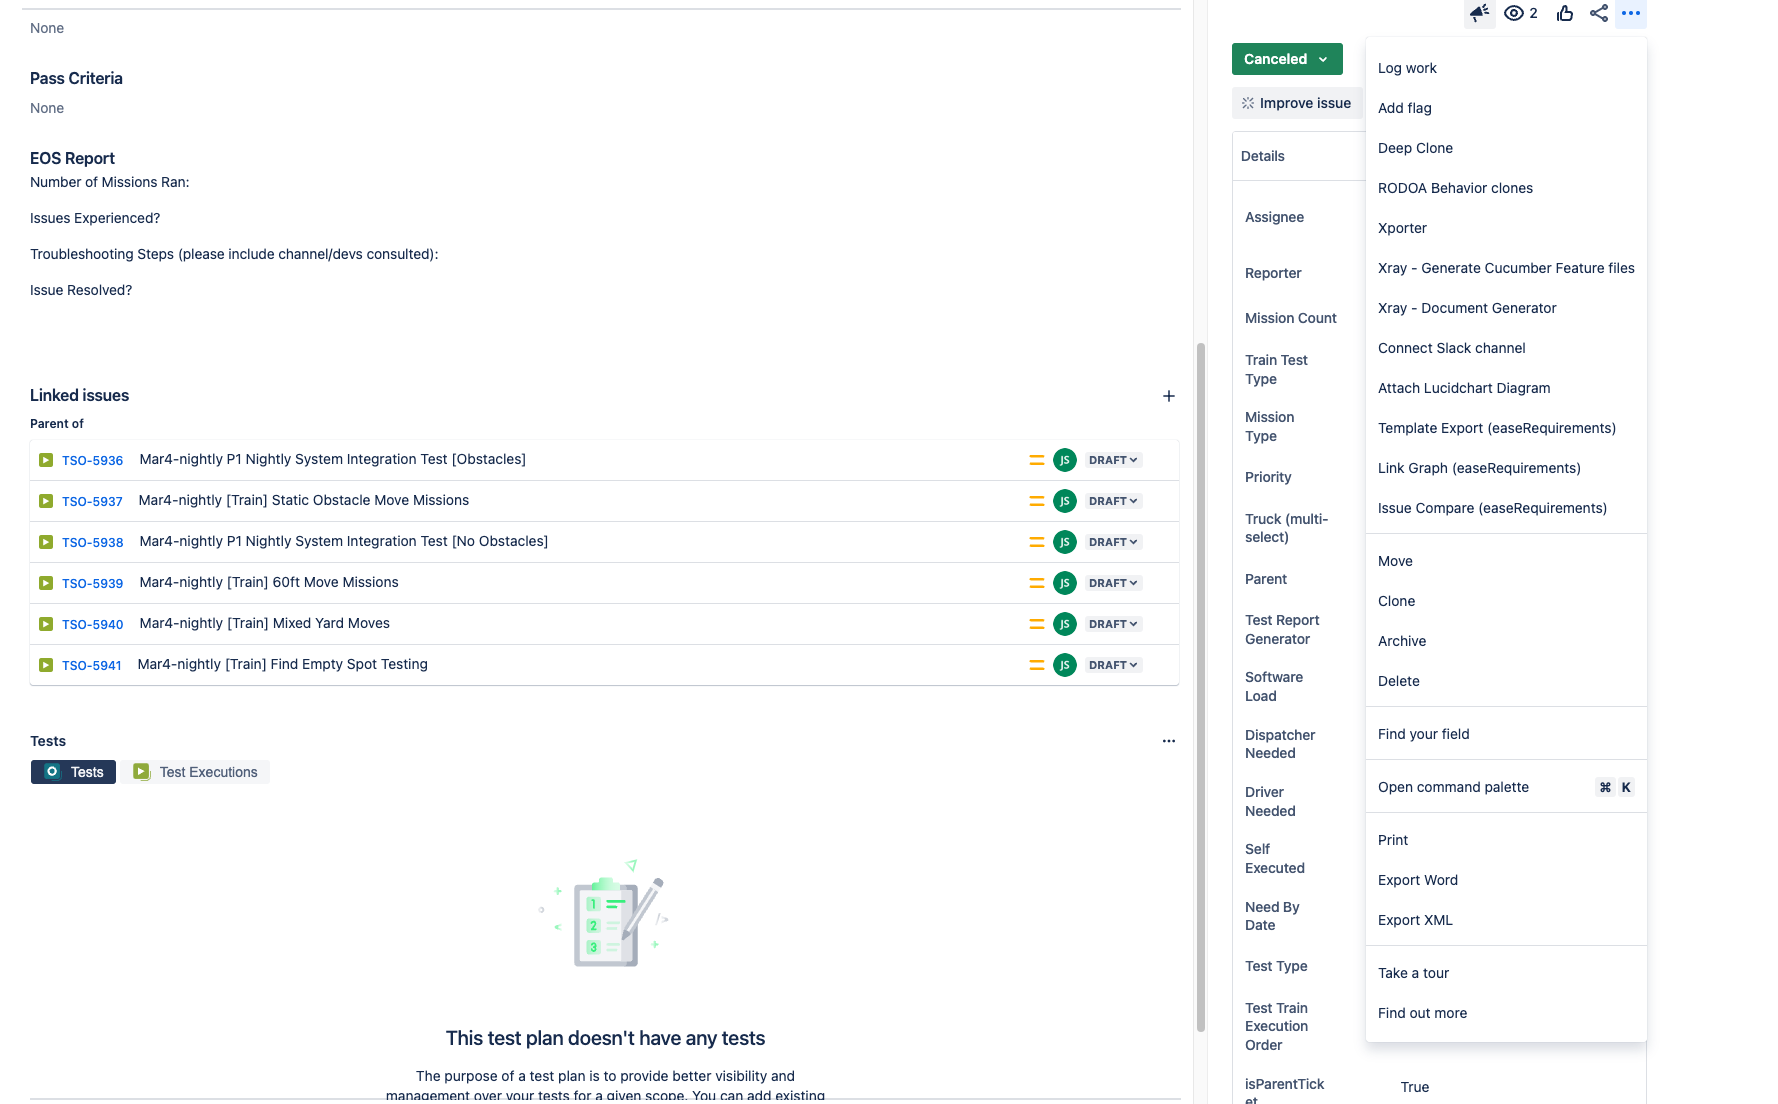 None
Pass Criteria
None
EOS Report
Number of Missions Ran:
Issues Experienced?
Troubleshooting Steps (please include channel/devs consulted):
Issue Resolved?
Linked issues
Parent of
TSO-5936 Mar4-nightly P1 Nightly System Integration Test [Obstacles] JS DRAFT
TSO-5937 Mar4-nightly [Train] Static Obstacle Move Missions JS DRAFT
TSO-5938 Mar4-nightly P1 Nightly System Integration Test [No Obstacles] JS DRAFT
TSO-5939 Mar4-nightly [Train] 60ft Move Missions JS DRAFT
TSO-5940 Mar4-nightly [Train] Mixed Yard Moves JS DRAFT
TSO-5941 Mar4-nightly [Train] Find Empty Spot Testing JS DRAFT
Tests
Tests Test Executions
1
2
3
This test plan doesn't have any tests
The purpose of a test plan is to provide better visibility and
management over your tests for a given scope. You can add existing
2
Canceled
Improve issue
Details
Assignee
Reporter
Mission Count
Train Test
Type
Mission
Type
Priority
Truck (multi-
select)
Parent
Test Report
Generator
Software
Load
Dispatcher
Needed
Driver
Needed
Self
Executed
Need By
Date
Test Type
Test Train
Execution
Order
isParentTick
et
True
Log work
Add flag
Deep Clone
RODOA Behavior clones
Xporter
Xray - Generate Cucumber Feature files
Xray - Document Generator
Connect Slack channel
Attach Lucidchart Diagram
Template Export (easeRequirements)
Link Graph (easeRequirements)
Issue Compare (easeRequirements)
Move
Clone
Archive
Delete
Find your field
Open command palette ⌘ K
Print
Export Word
Export XML
Take a tour
Find out more